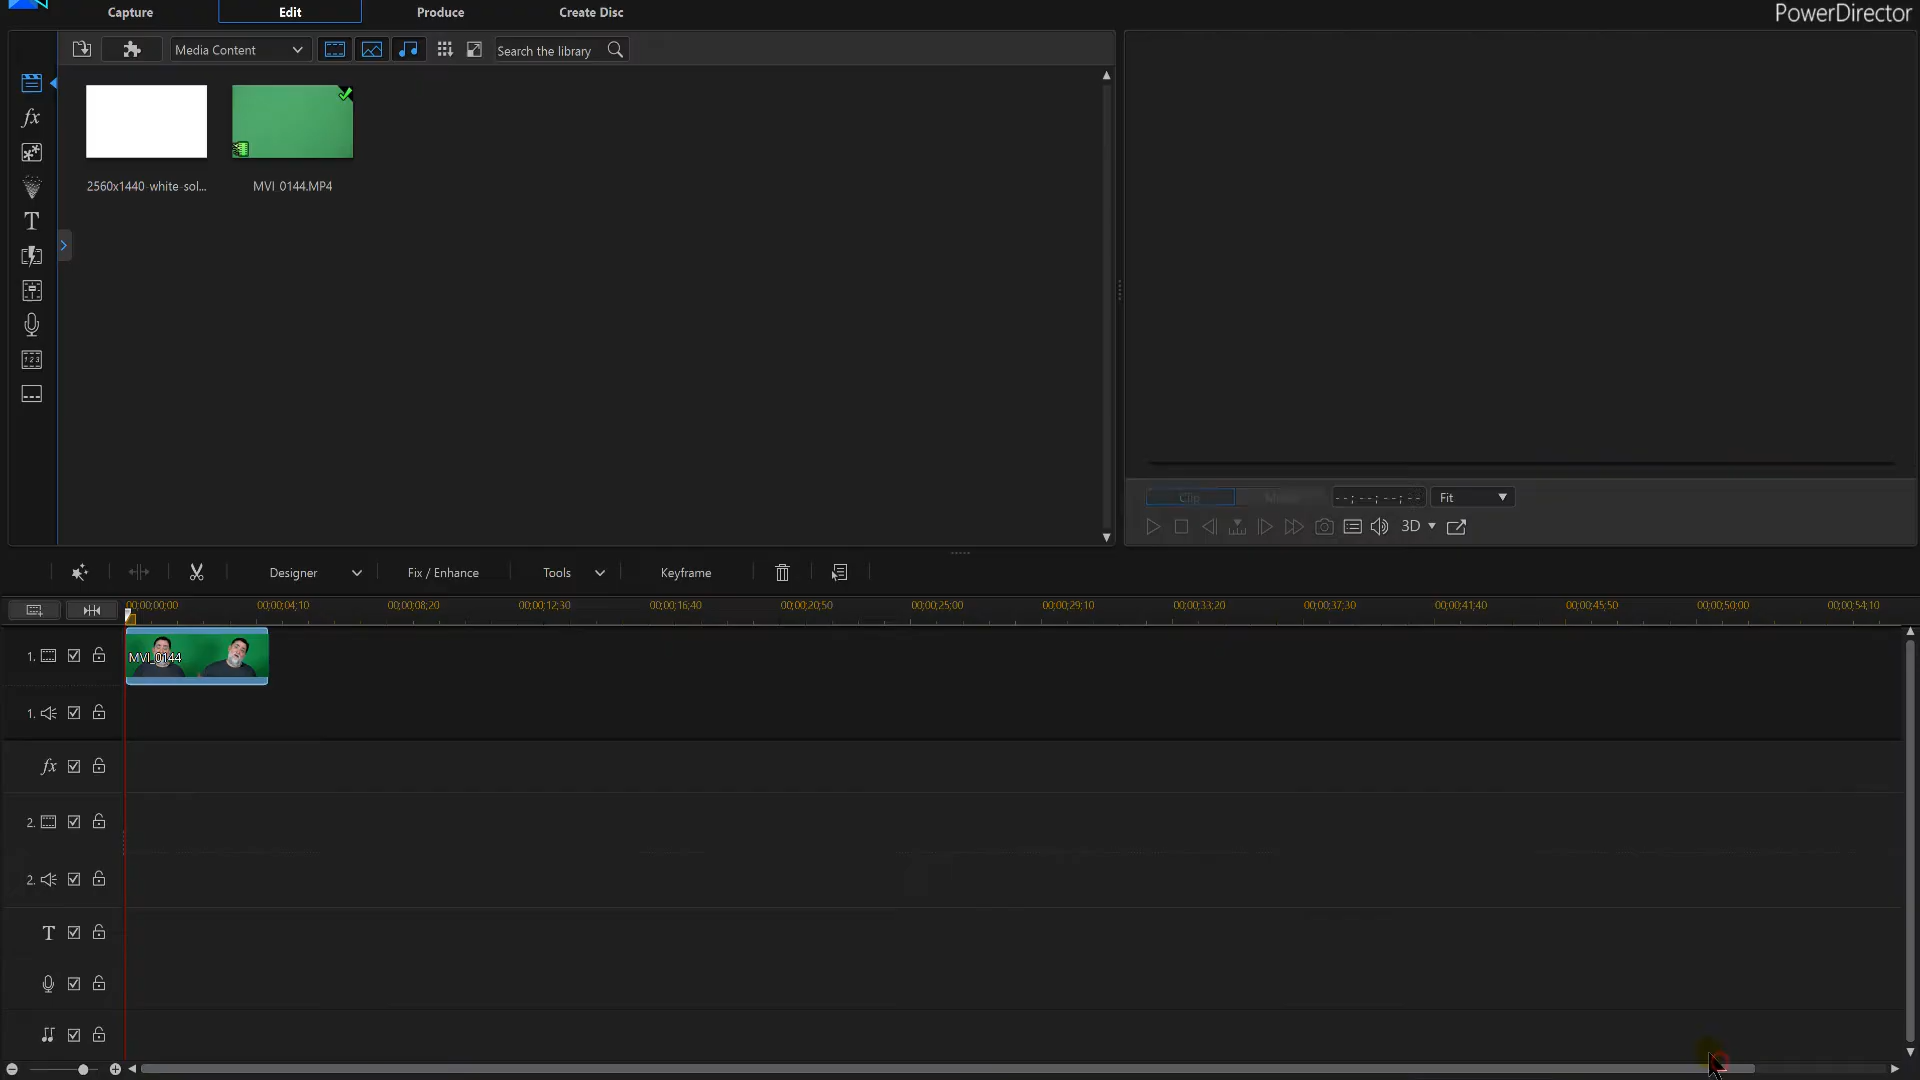 Capture
Edit
Produce
Create Disc
PowerDirector
Media Content
Search the library
2560x1440-white-sol...
MVI_0144.MP4
fx
T
Clip
--;--;--;--
Fit
3D
Designer
Fix / Enhance
Tools
Keyframe
00;00;00;00
00;00;04;10
00;00;08;20
00;00;12;30
00;00;16;40
00;00;20;50
00;00;25;00
00;00;29;10
00;00;33;20
00;00;37;30
00;00;41;40
00;00;45;50
00;00;50;00
00;00;54;10
1.
MVI_0144
1.
fx
2.
2.
T